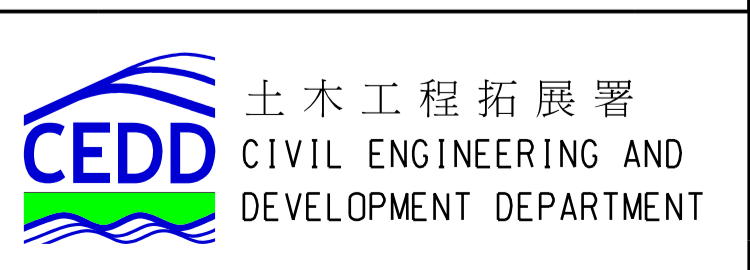 CEDD
土木工程拓展署
CIVIL ENGINEERING AND
DEVELOPMENT DEPARTMENT